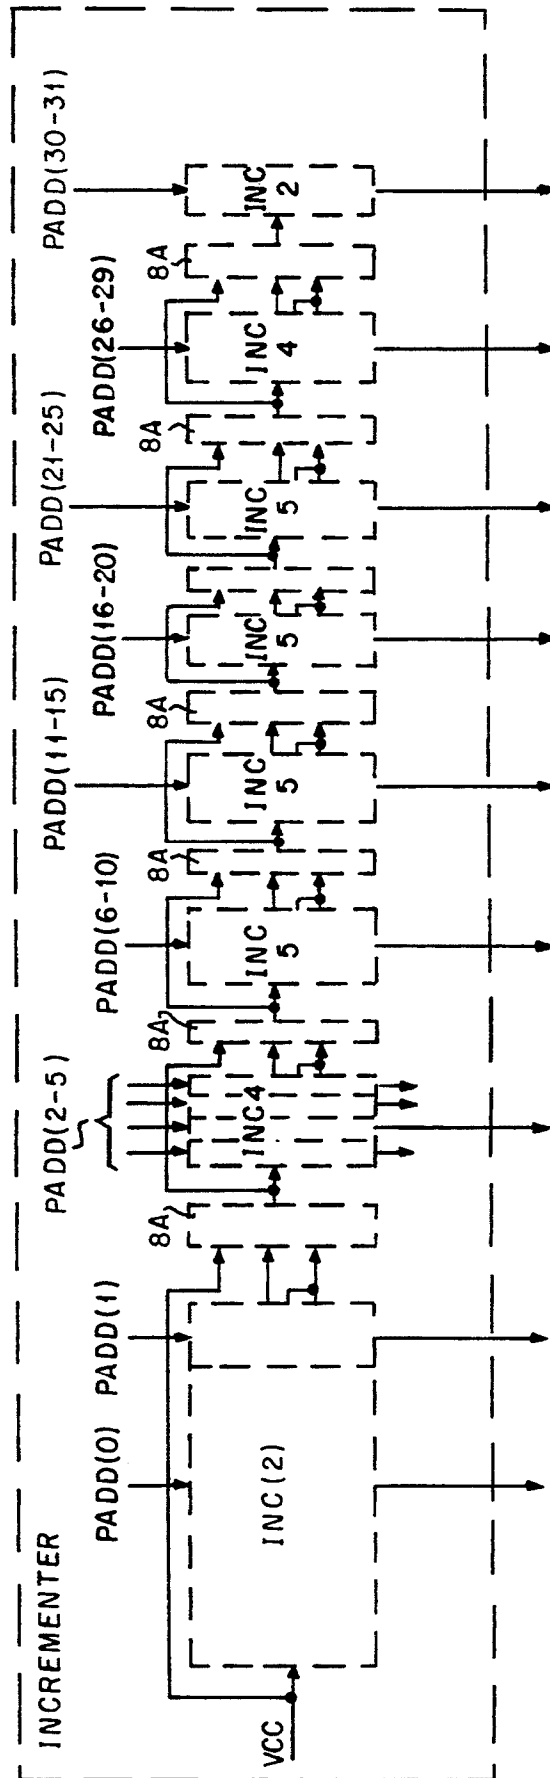 INCREMENTER
VCC
PADD(0)
PADD(1)
PADD(2-5)
PADD(6-10)
PADD(11-15)
PADD(16-20)
PADD(21-25)
PADD(26-29)
PADD(30-31)
INC(2)
8A
INC4
8A
INC
5
8A
INC
5
8A
INC
5
INC
5
8A
INC
4
8A
INC
2